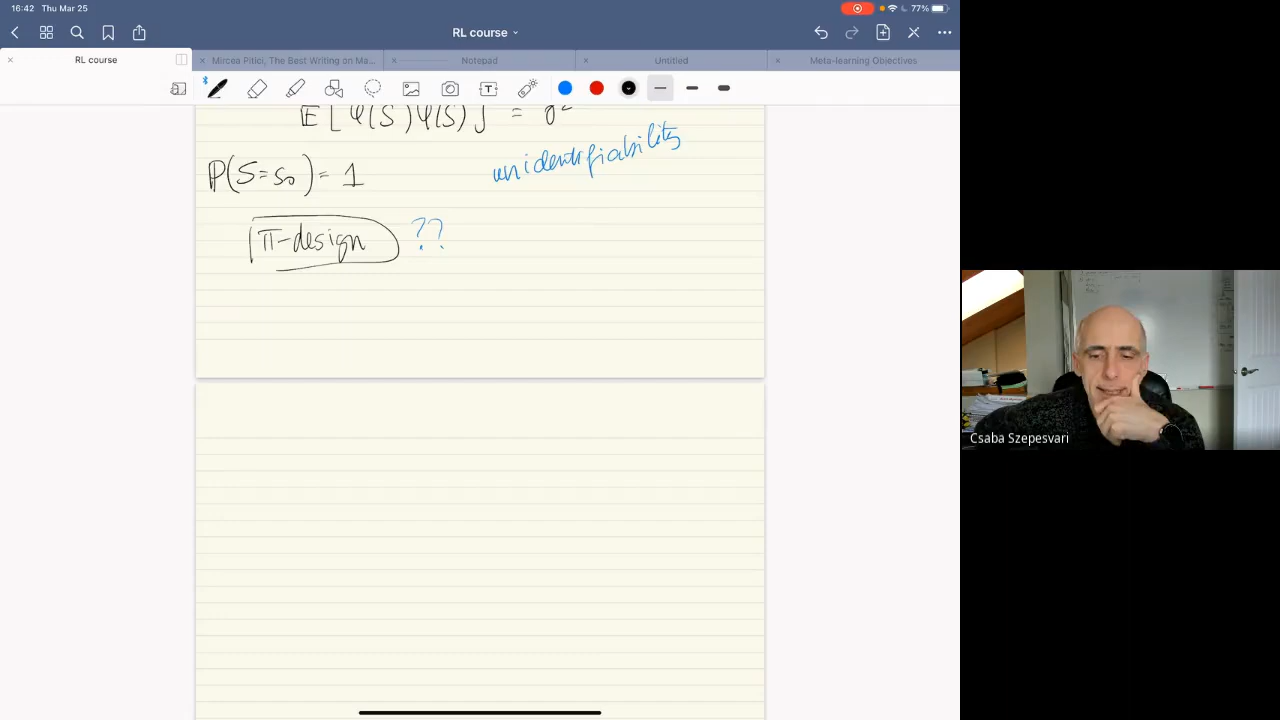 16:42 Thu Mar 25
77%
RL course
RL course
Mircea Pitici, The Best Writing on Ma...
Notepad
Untitled
Meta-learning Objectives
unidentifiability
P(S=s₀) = 1
π-design ??
Csaba Szepesvari